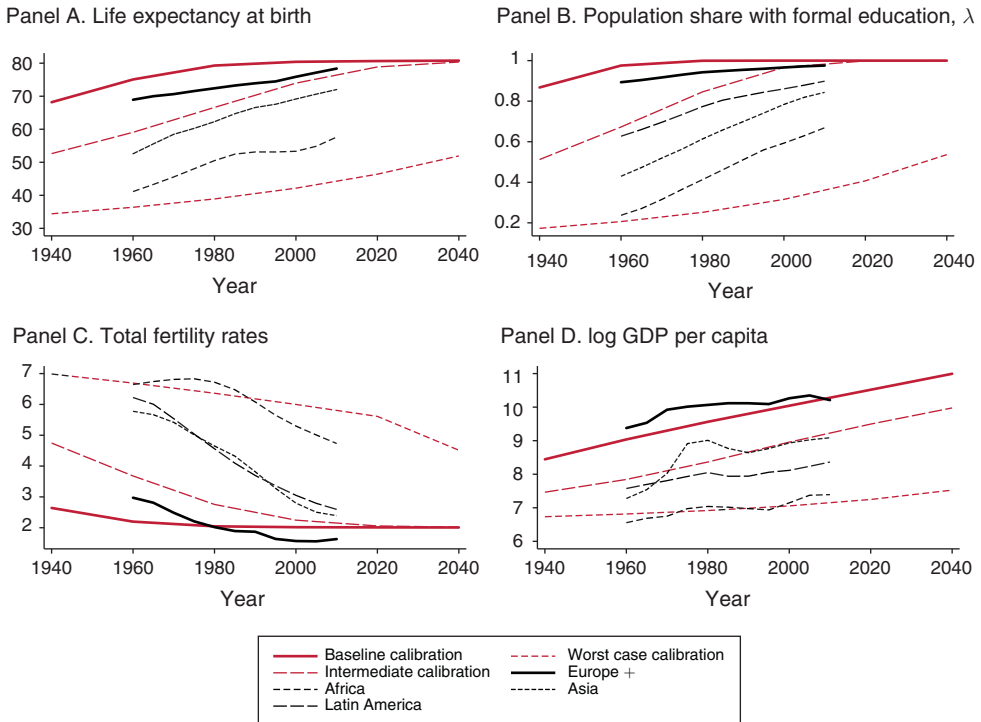 Panel A. Life expectancy at birth
80
70
60
50
40
30
1940 1960 1980 2000 2020 2040
Year
Panel B. Population share with formal education, λ
1
0.8
0.6
0.4
0.2
1940 1960 1980 2000 2020 2040
Year
Panel C. Total fertility rates
7
6
5
4
3
2
1940 1960 1980 2000 2020 2040
Year
Panel D. log GDP per capita
11
10
9
8
7
6
1940 1960 1980 2000 2020 2040
Year
Baseline calibration
Intermediate calibration
Africa
Latin America
Worst case calibration
Europe +
Asia